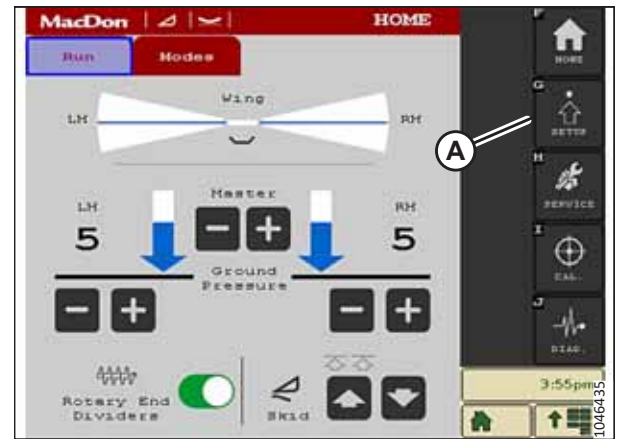 MacDon HOME
F
HOME
Run Modes
Wing
LH RH
G
SETUP
A
H
SERVICE
LH Master RH
5 5
I
CAL.
Ground
Pressure
J
DIAG.
Rotary End
Dividers
Skid
3:55pm
1046435